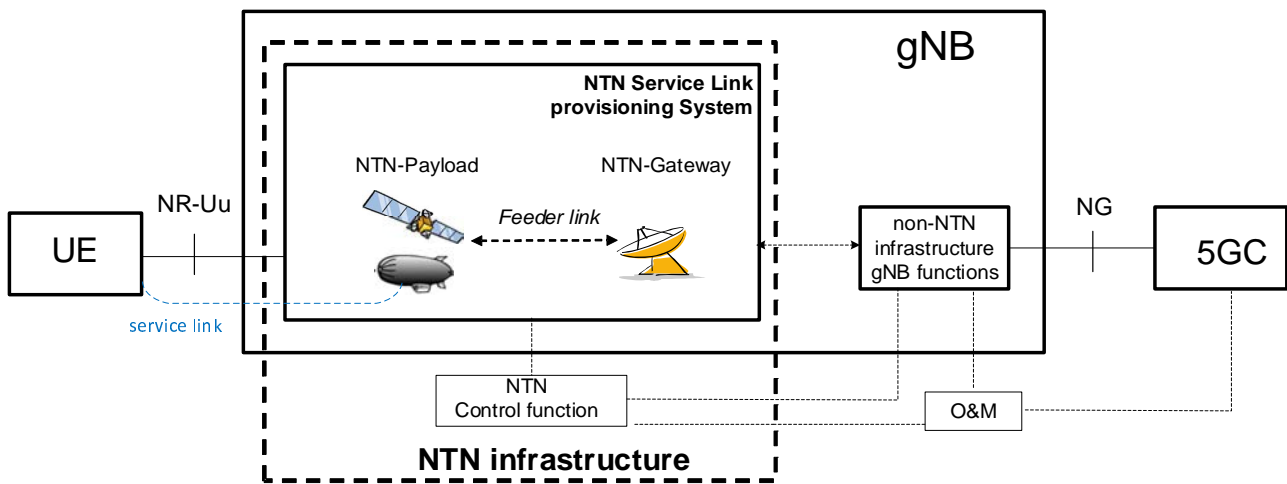 gNB
NTN Service Link
provisioning System
NTN-Payload
NTN-Gateway
Feeder link
NR-Uu
UE
service link
non-NTN
infrastructure
gNB functions
NG
5GC
NTN
Control function
O&M
NTN infrastructure